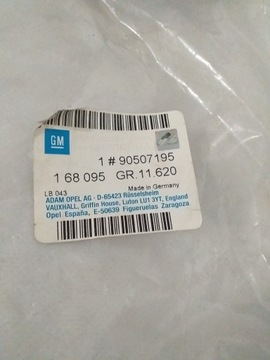 GM
1 # 90507195
1 68 095 GR.11.620
LB 043
Made in Germany
ADAM OPEL AG · D-65423 Rüsselsheim
VAUXHALL, Griffin House, Luton LU1 3YT, England
Opel España, E-50639 Figueruelas Zaragoza